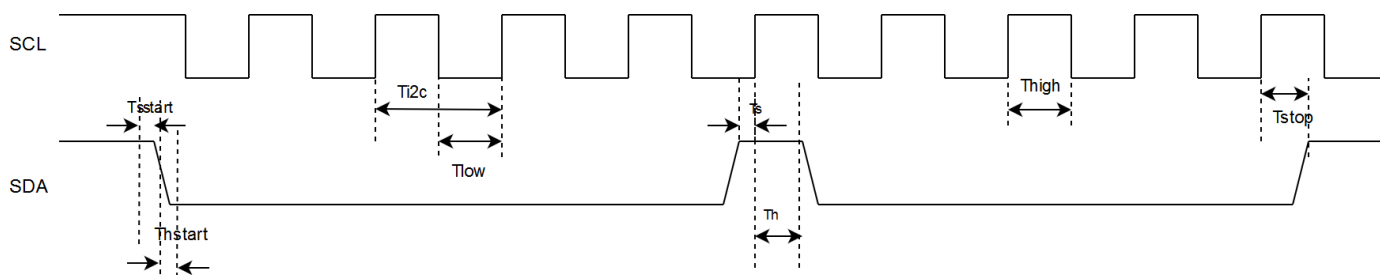 SCL
Ti2c
Thigh
Tsstart
Ts
Tstop
Tlow
SDA
Th
Thstart